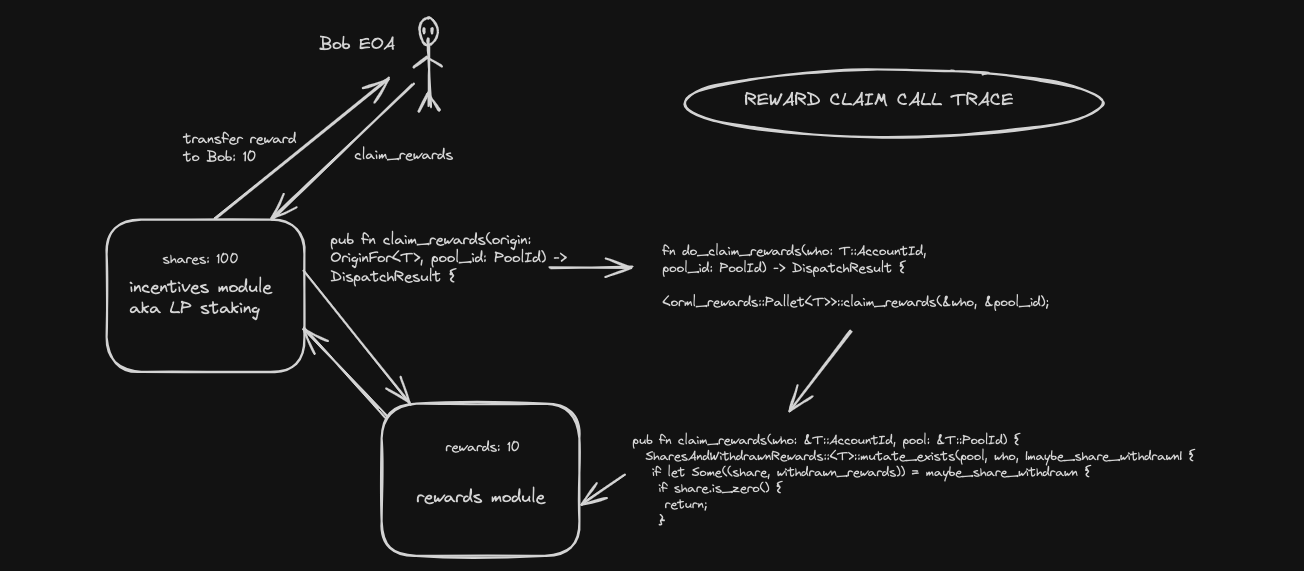 Bob EOA
REWARD CLAIM CALL TRACE
transfer reward
to Bob: 10
claim_rewards
shares: 100
incentives module
aka LP staking
pub fn claim_rewards(origin:
OriginFor<T>, pool_id: PoolId) ->
DispatchResult {
fn do_claim_rewards(who: T::AccountId,
pool_id: PoolId) -> DispatchResult {
<orml_rewards::Pallet<T>>::claim_rewards(&who, &pool_id);
rewards: 10
rewards module
pub fn claim_rewards(who: &T::AccountId, pool: &T::PoolId) {
SharesAndWithdrawnRewards::<T>::mutate_exists(pool, who, |maybe_share_withdrawn| {
if let Some((share, withdrawn_rewards)) = maybe_share_withdrawn {
if share.is_zero() {
return;
}